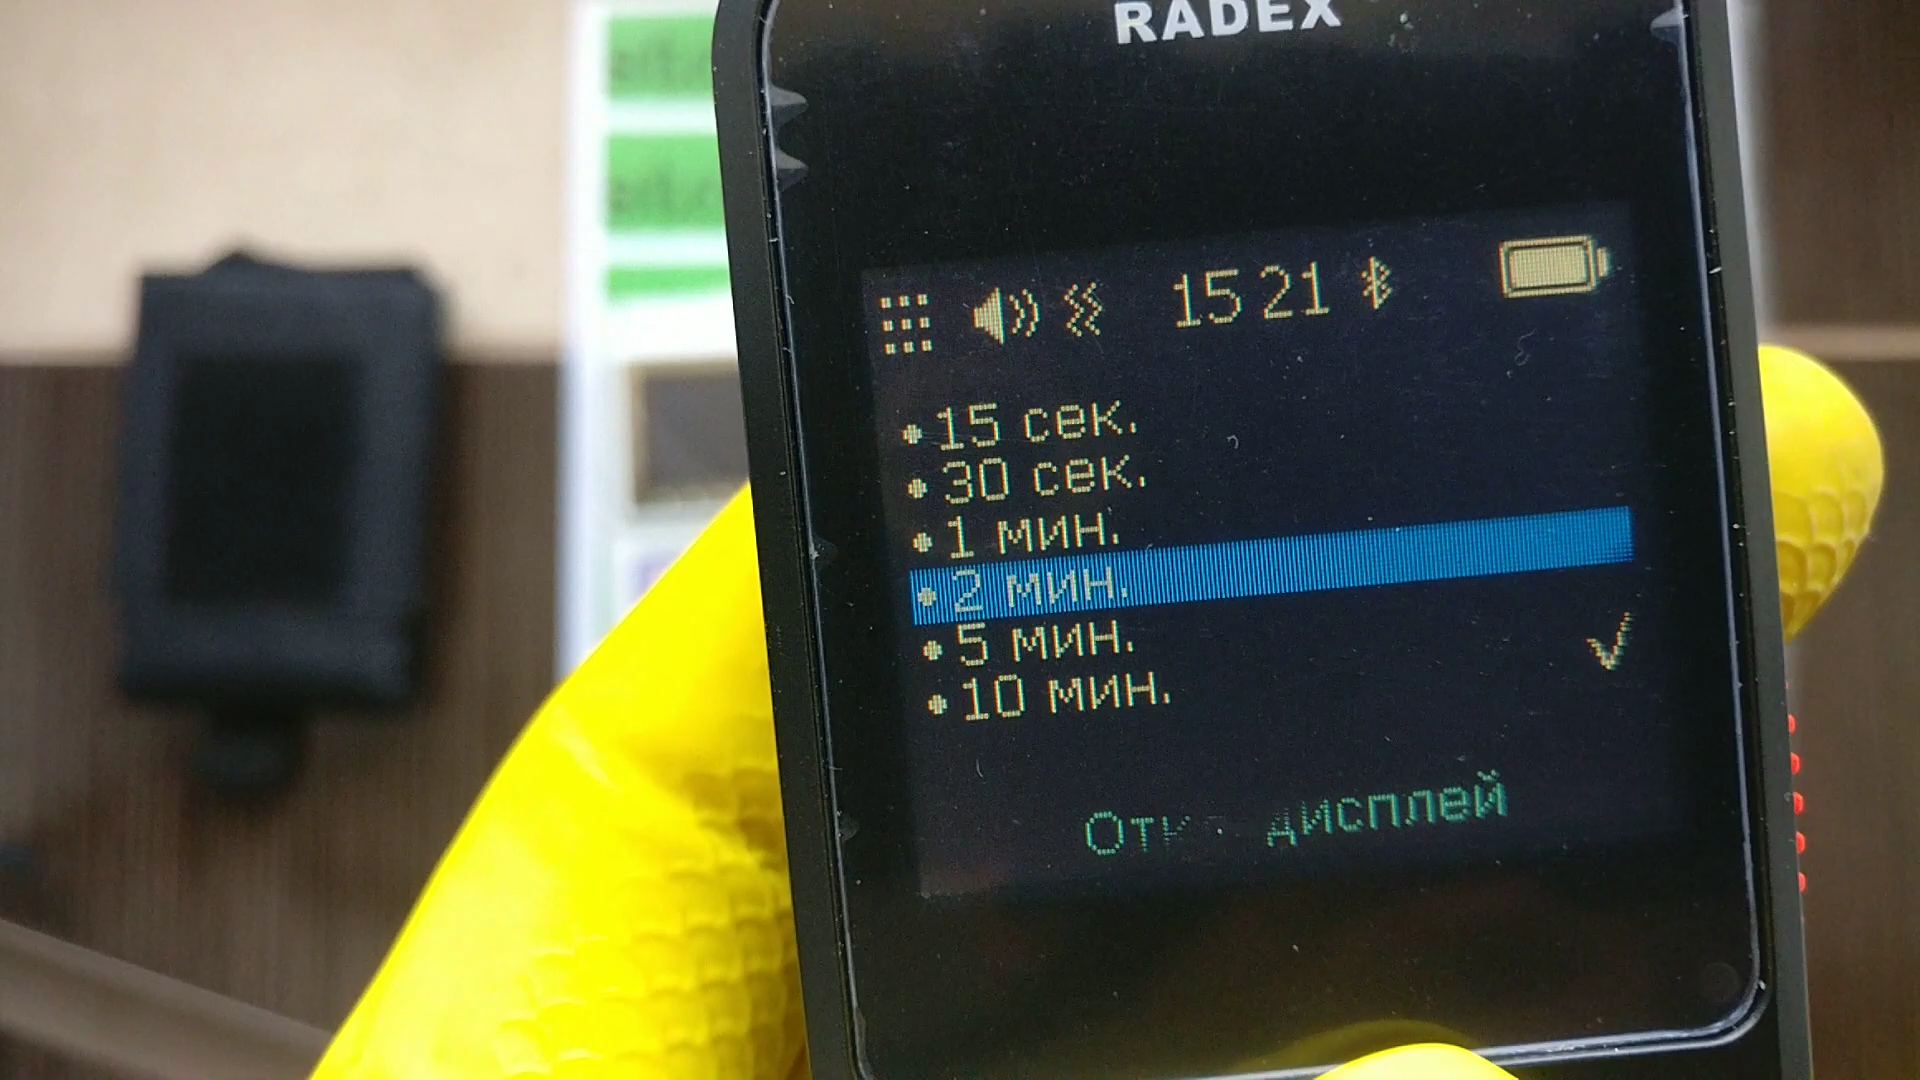 RADEX
15 21
15 сек.
30 сек.
1 мин.
2 мин.
5 мин.
10 мин.
дисплей